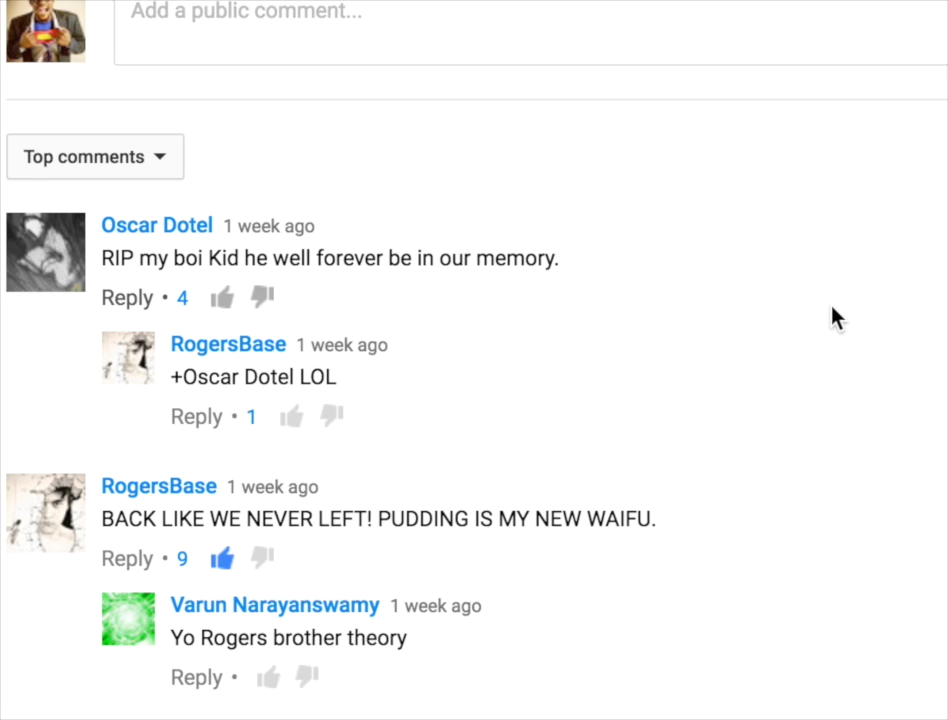 Add a public comment...
Top comments
Oscar Dotel 1 week ago
RIP my boi Kid he well forever be in our memory.
Reply • 4
RogersBase 1 week ago
+Oscar Dotel LOL
Reply • 1
RogersBase 1 week ago
BACK LIKE WE NEVER LEFT! PUDDING IS MY NEW WAIFU.
Reply • 9
Varun Narayanswamy 1 week ago
Yo Rogers brother theory
Reply •